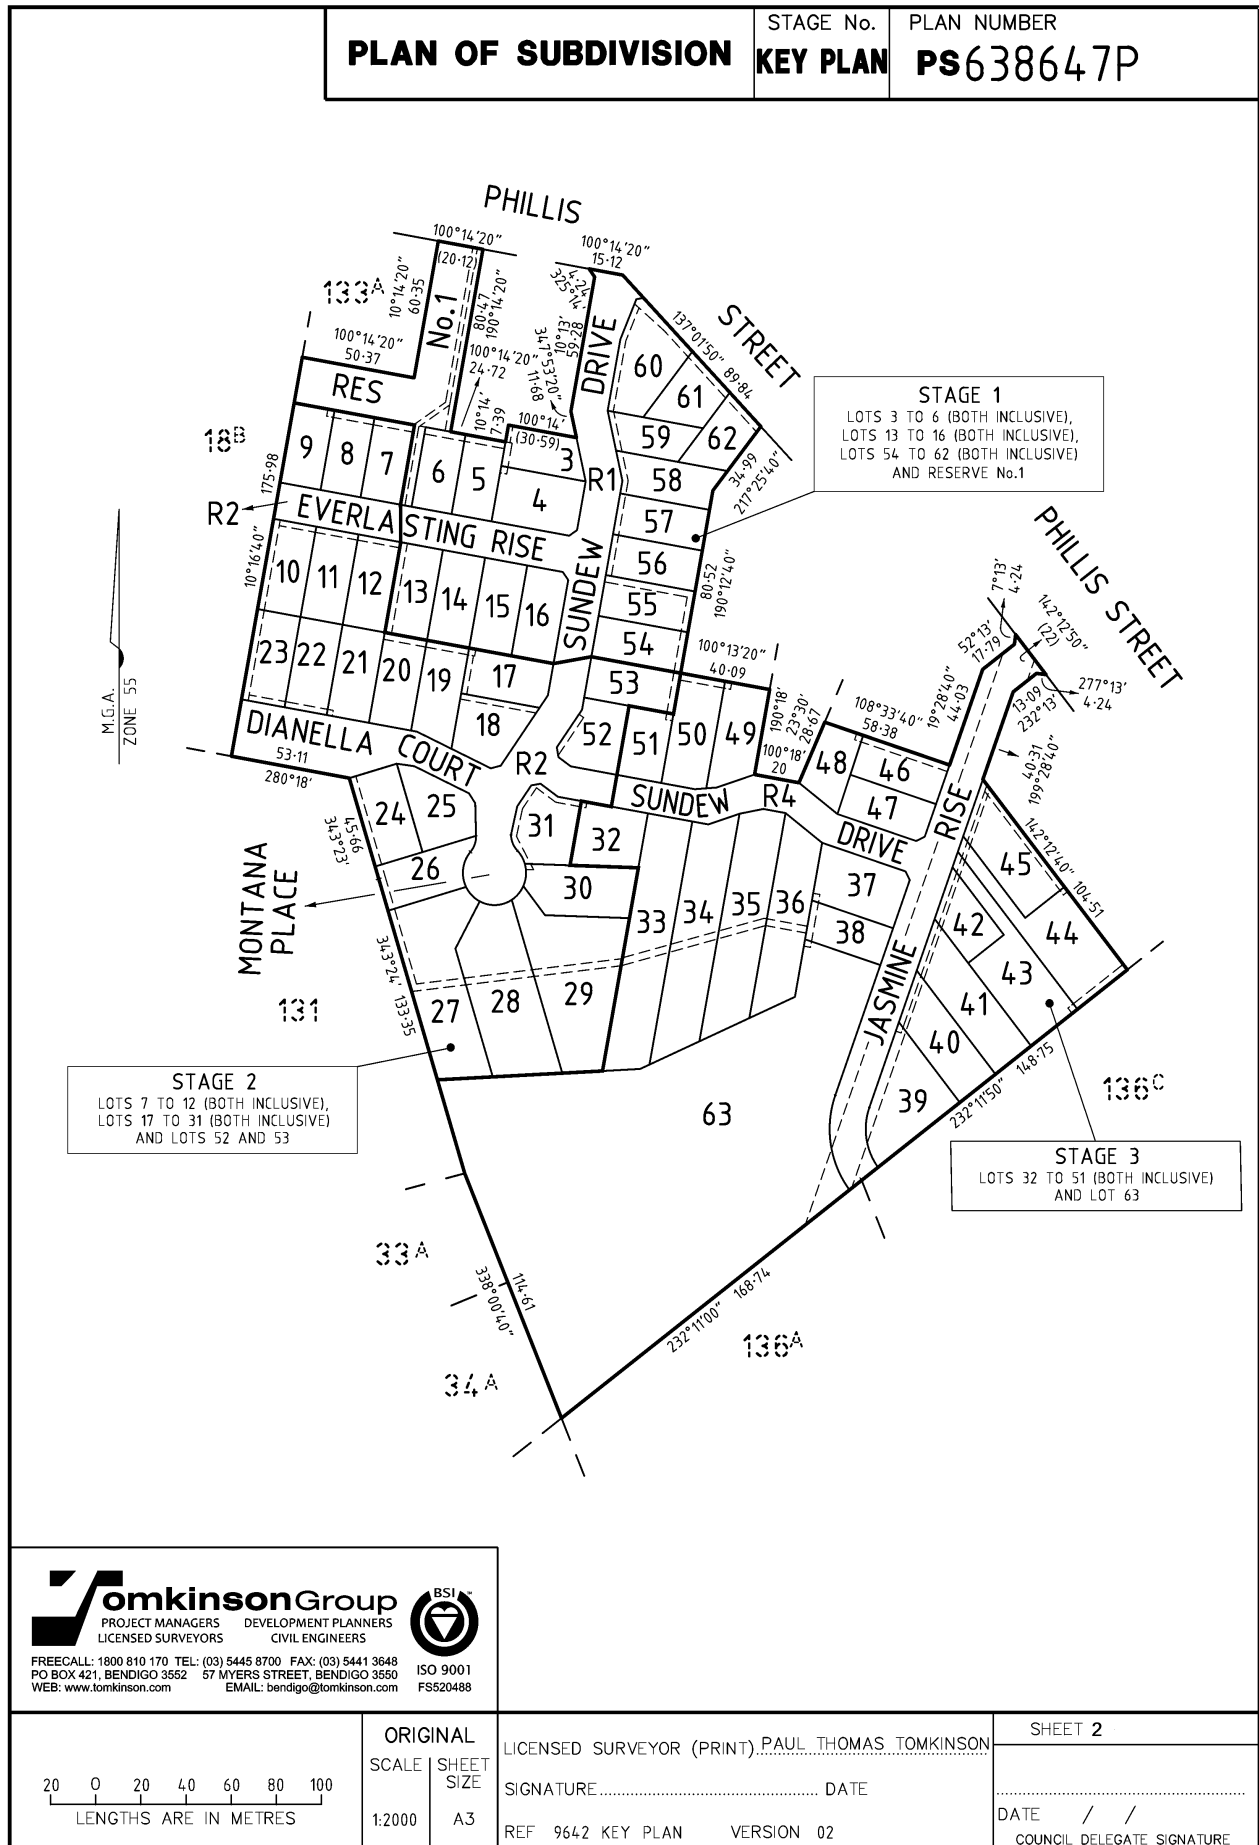 PLAN OF SUBDIVISION
STAGE No.
KEY PLAN
PLAN NUMBER
PS638647P
PHILLIS
STREET
100°14'20"
(20·12)
100°14'20"
15·12
133A
10°14'20"
60·35
No.1
80·47
190°14'20"
4·24
325°14'
10°13'
59·28
347°53'20"
11·68
DRIVE
137°01'50" 89·84
100°14'20"
50·37
RES
100°14'20"
24·72
10°14'
7·39
100°14'
(30·59)
60
61
62
59
STAGE 1
LOTS 3 TO 6 (BOTH INCLUSIVE),
LOTS 13 TO 16 (BOTH INCLUSIVE),
LOTS 54 TO 62 (BOTH INCLUSIVE)
AND RESERVE No.1
18B
175·98
9
8
7
6
5
3
4
R1
58
34·99
217°25'40"
R2
EVERLASTING RISE
57
56
10°16'40"
10
11
12
13
14
15
16
SUNDEW
55
54
80·52
190°12'40"
PHILLIS STREET
7°13'
4·24
142°12'50"
(22)
52°13'
17·79
277°13'
4·24
13·09
232°13'
M.G.A.
ZONE 55
23
22
21
20
19
17
18
53
52
100°13'20"
40·09
51
50
49
190°18'
23°30'
28·67
100°18'
20
108°33'40"
58·38
19°28'40"
44·03
40·31
199°28'40"
DIANELLA COURT
R2
53·11
280°18'
48
46
47
SUNDEW
R4
DRIVE
JASMINE RISE
24
25
26
31
32
30
45·66
343°23'
MONTANA
PLACE
33
34
35
36
37
38
142°12'40" 104·51
45
44
42
43
41
40
39
343°24' 133·35
131
27
28
29
STAGE 2
LOTS 7 TO 12 (BOTH INCLUSIVE),
LOTS 17 TO 31 (BOTH INCLUSIVE)
AND LOTS 52 AND 53
63
232°11'50" 148·75
136C
STAGE 3
LOTS 32 TO 51 (BOTH INCLUSIVE)
AND LOT 63
33A
114·61
338°00'40"
232°11'00" 168·74
136A
34A
TomkinsonGroup
PROJECT MANAGERS DEVELOPMENT PLANNERS
LICENSED SURVEYORS CIVIL ENGINEERS
FREECALL: 1800 810 170 TEL: (03) 5445 8700 FAX: (03) 5441 3648
PO BOX 421, BENDIGO 3552 57 MYERS STREET, BENDIGO 3550
WEB: www.tomkinson.com EMAIL: bendigo@tomkinson.com
BSI
ISO 9001
FS520488
20 0 20 40 60 80 100
LENGTHS ARE IN METRES
ORIGINAL
SCALE
SHEET
SIZE
1:2000
A3
LICENSED SURVEYOR (PRINT) PAUL THOMAS TOMKINSON
SIGNATURE DATE
REF 9642 KEY PLAN VERSION 02
SHEET 2
DATE / /
COUNCIL DELEGATE SIGNATURE